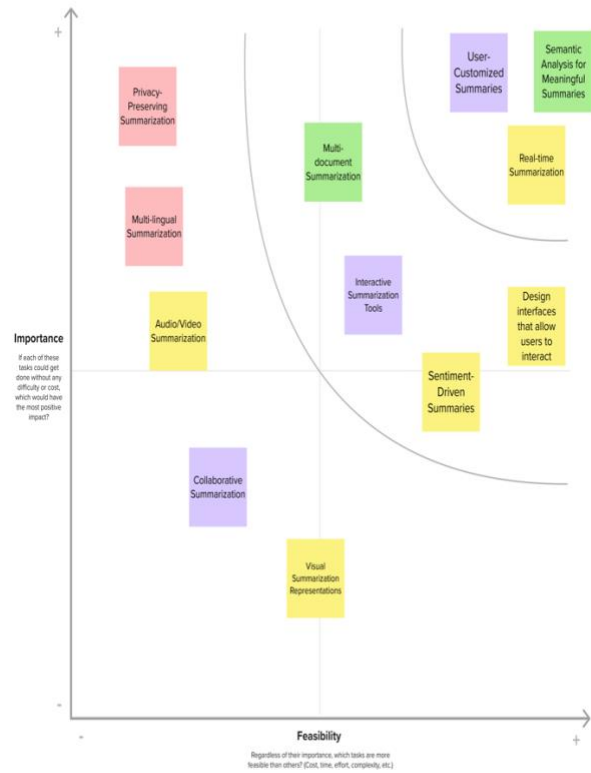 +
User-
Customized
Summaries
Semantic
Analysis for
Meaningful
Summaries
Privacy-
Preserving
Summarization
Multi-
document
Summarization
Real-time
Summarization
Multi-lingual
Summarization
Interactive
Summarization
Tools
Audio/Video
Summarization
Design
interfaces
that allow
users to
interact
Importance
If each of these
tasks could get
done without any
difficulty or cost,
which would have
the most positive
impact?
Sentiment-
Driven
Summaries
Collaborative
Summarization
Visual
Summarization
Representations
-
-
Feasibility
+
Regardless of their importance, which tasks are more
feasible than others? (Cost, time, effort, complexity, etc.)